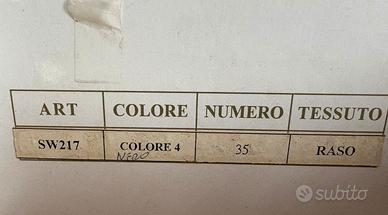 ART COLORE NUMERO TESSUTO
SW217 COLORE 4 35 RASO
NERO
subito